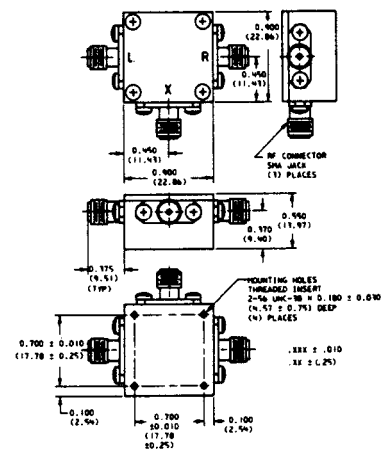 L R
X
0.900
(22.86)
0.450
(11.43)
0.450
(11.43)
0.900
(22.86)
RF CONNECTOR
SMA JACK
(3) PLACES
0.550
(13.97)
0.370
(9.40)
0.375
(9.51)
(TYP)
MOUNTING HOLES
THREADED INSERT
2-56 UNC-3B × 0.180 ± 0.030
(4.57 ± 0.75) DEEP
(4) PLACES
0.700 ± 0.010
(17.78 ± 0.25)
.XXX ± .010
.XX ± (.25)
0.100
(2.54)
0.700
±0.010
(17.78
±0.25)
0.100
(2.54)